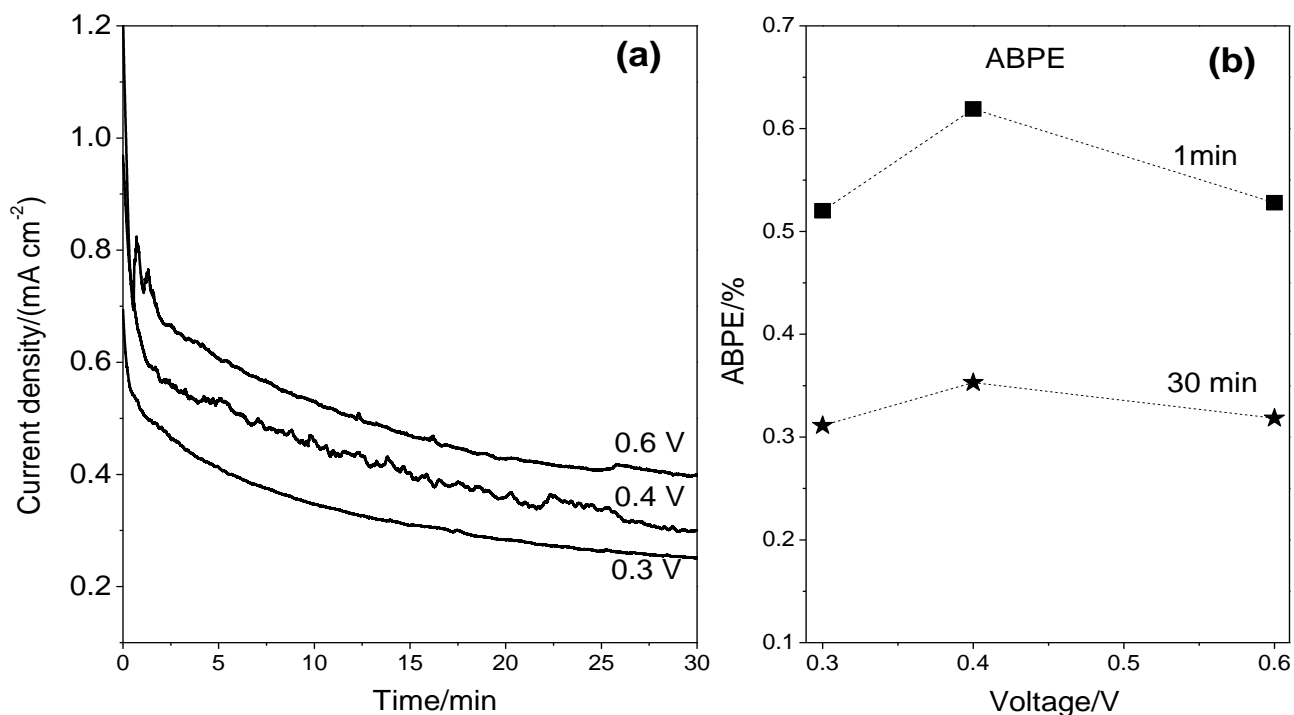 (a)
1.2
1.0
0.8
0.6
0.4
0.2
0.6 V
0.4 V
0.3 V
0
5
10
15
20
25
30
Time/min
Current density/(mA cm⁻²)
(b)
ABPE
0.7
0.6
0.5
0.4
0.3
0.2
0.1
1min
30 min
0.3
0.4
0.5
0.6
Voltage/V
ABPE/%